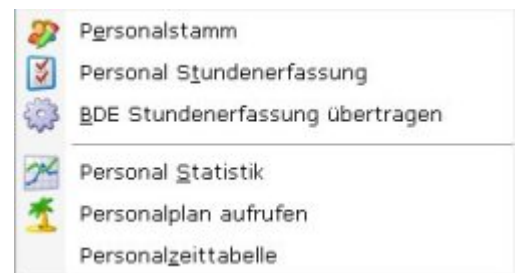 Personalstamm
Personal Stundenerfassung
BDE Stundenerfassung übertragen
Personal Statistik
Personalplan aufrufen
Personalzeittabelle